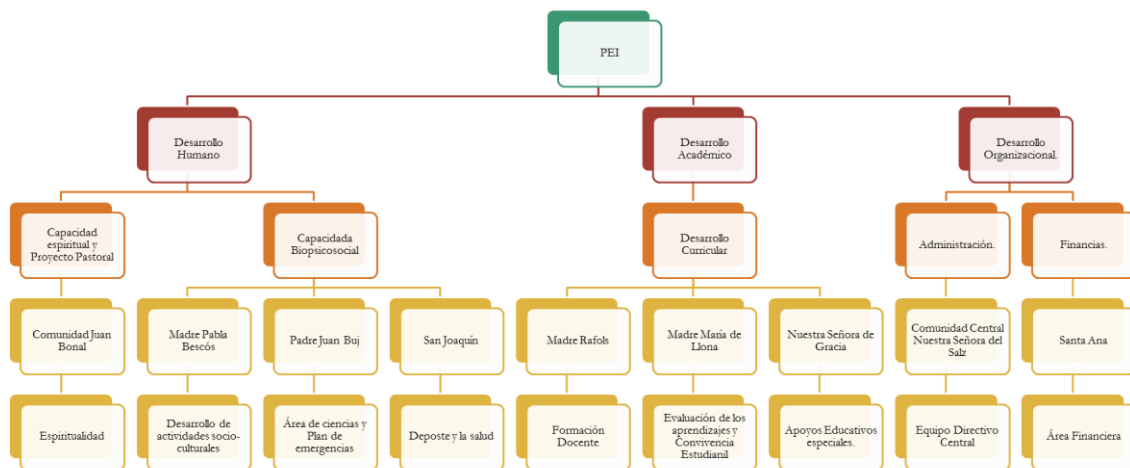 PEI
Desarrollo
Humano
Desarrollo
Académico
Desarrollo
Organizacional.
Capacidad
espiritual y
Proyecto Pastoral
Capacidada
Biopsicosocial
Desarrollo
Curricular
Administración.
Financias.
Comunidad Juan
Bonal
Madre Pabla
Bescós
Padre Juan Buj
San Joaquín
Madre Rafols
Madre María de
Llona
Nuestra Señora de
Gracia
Comunidad Central
Nuestra Señora del
Salz
Santa Ana
Espiritualidad
Desarrollo de
actividades socio-
culturales
Área de ciencias y
Plan de
emergencias
Deposte y la salud
Formación
Docente
Evaluación de los
aprendizajes y
Convivencia
Estudianil
Apoyos Educativos
especiales.
Equipo Directivo
Central
Área Financiera